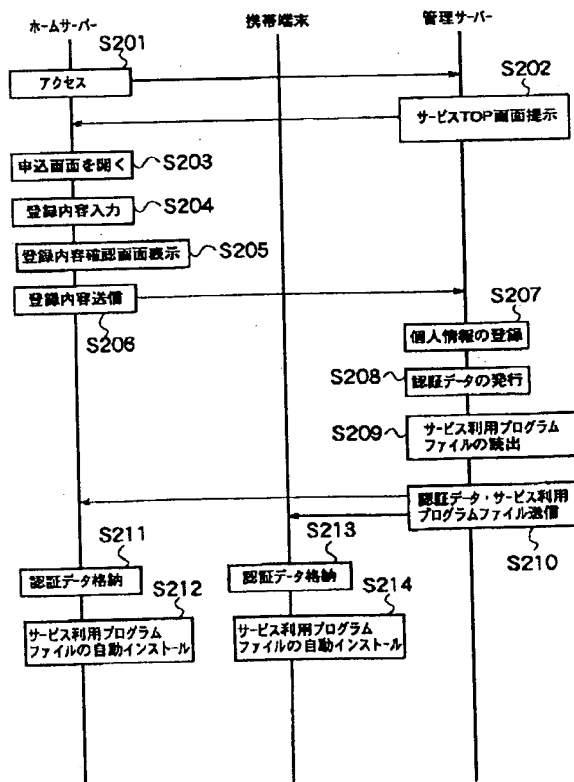 ホームサーバー
携帯端末
管理サーバー
S201
アクセス
S202
サービスTOP画面提示
申込画面を開く
S203
登録内容入力
S204
登録内容確認画面表示
S205
登録内容送信
S206
S207
個人情報の登録
S208
認証データの発行
S209
サービス利用プログラム
ファイルの読出
認証データ・サービス利用
プログラムファイル送信
S210
S211
認証データ格納
S212
サービス利用プログラム
ファイルの自動インストール
S213
認証データ格納
S214
サービス利用プログラム
ファイルの自動インストール